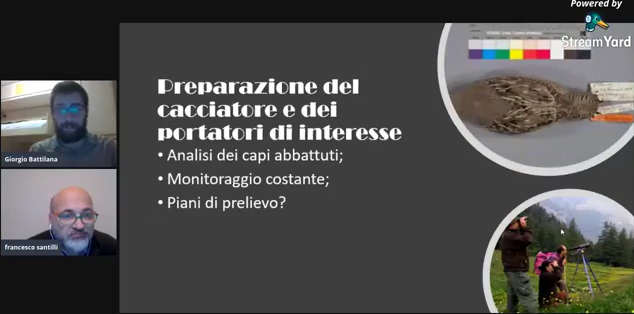 Powered by
StreamYard
Preparazione del
cacciatore e dei
portatori di interesse
• Analisi dei capi abbattuti;
• Monitoraggio costante;
• Piani di prelievo?
Giorgio Battilana
francesco santilli